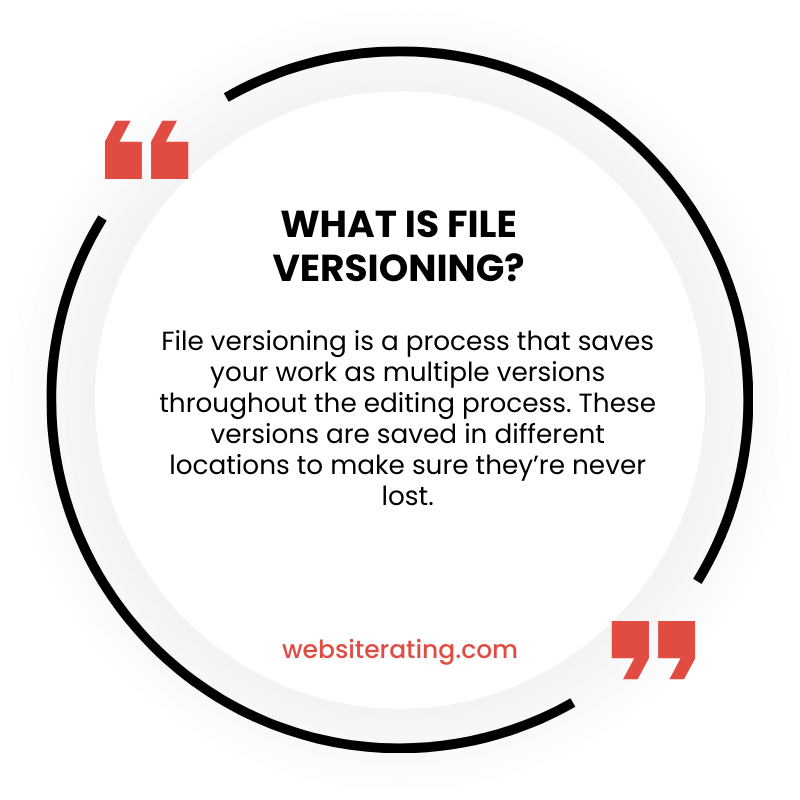 WHAT IS FILE
VERSIONING?
File versioning is a process that saves
your work as multiple versions
throughout the editing process. These
versions are saved in different
locations to make sure they’re never
lost.
websiterating.com